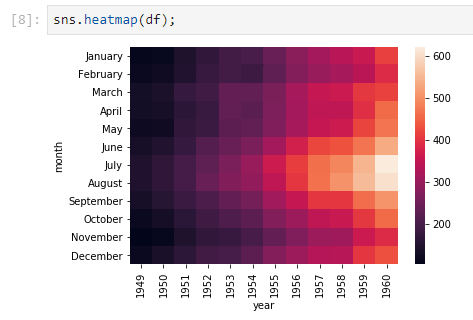 [8]: sns.heatmap(df);
January
February
March
April
May
June
July
August
September
October
November
December
month
1949 1950 1951 1952 1953 1954 1955 1956 1957 1958 1959 1960
year
600
500
400
300
200